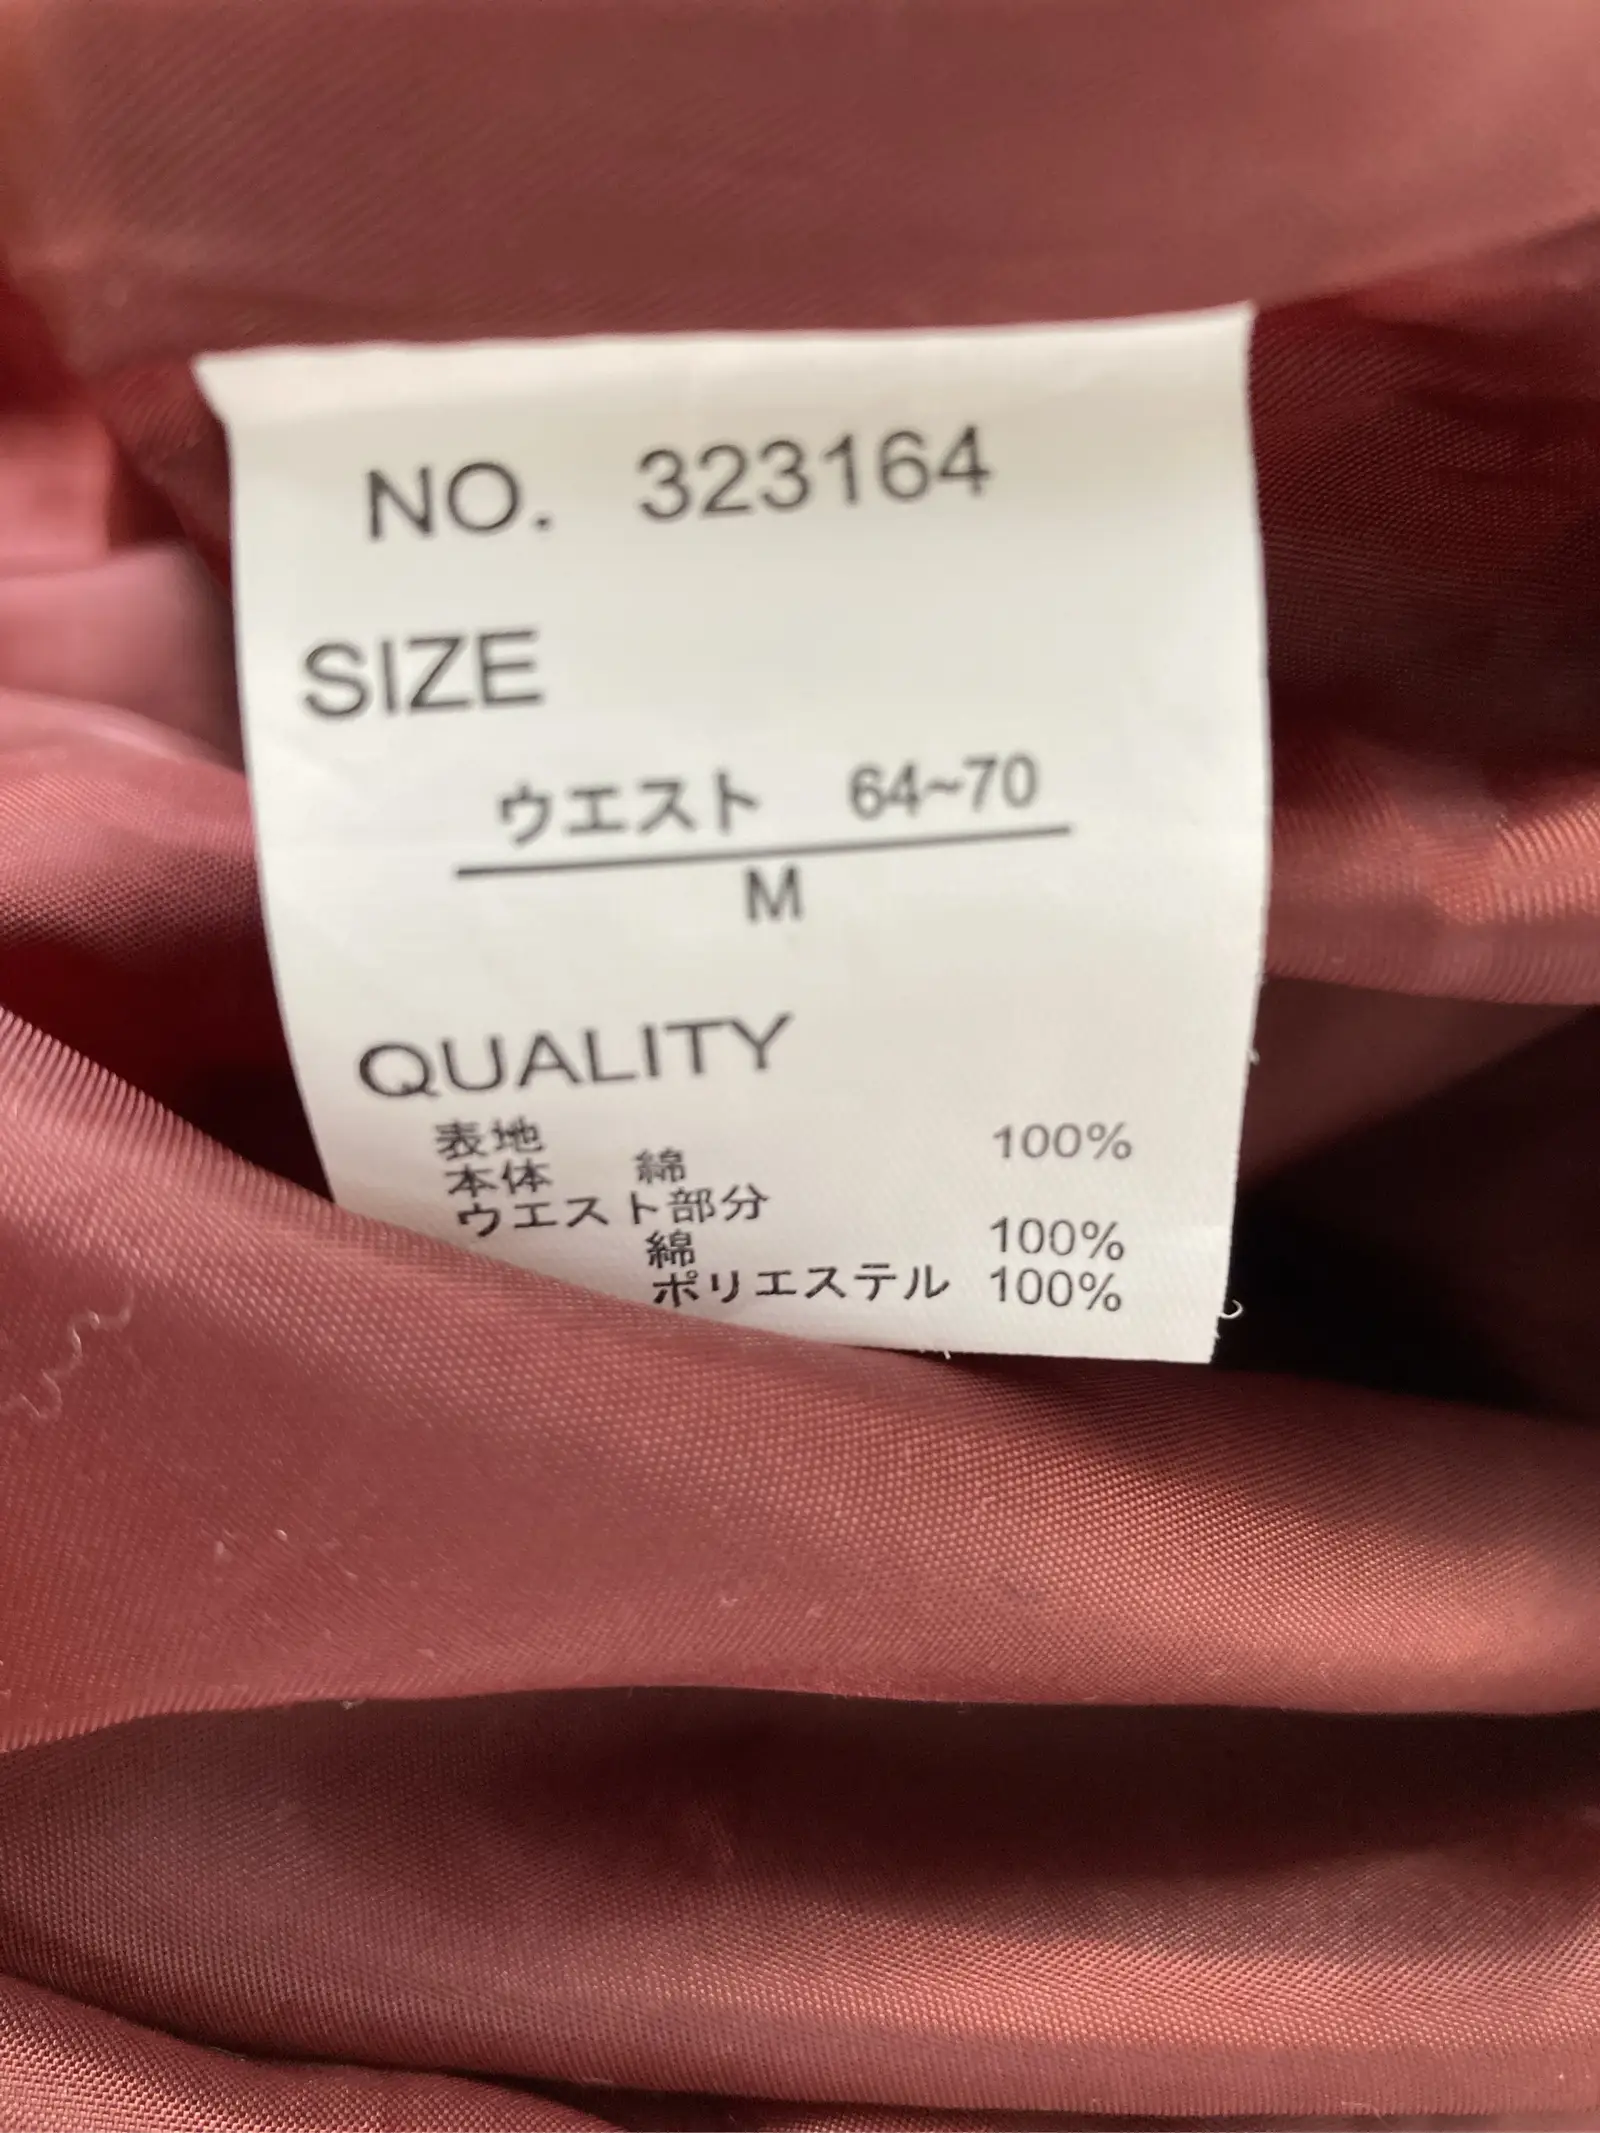 NO. 323164
SIZE
ウエスト 64~70
M
QUALITY
表地
本体 綿 100%
ウエスト部分
綿 100%
ポリエステル 100%